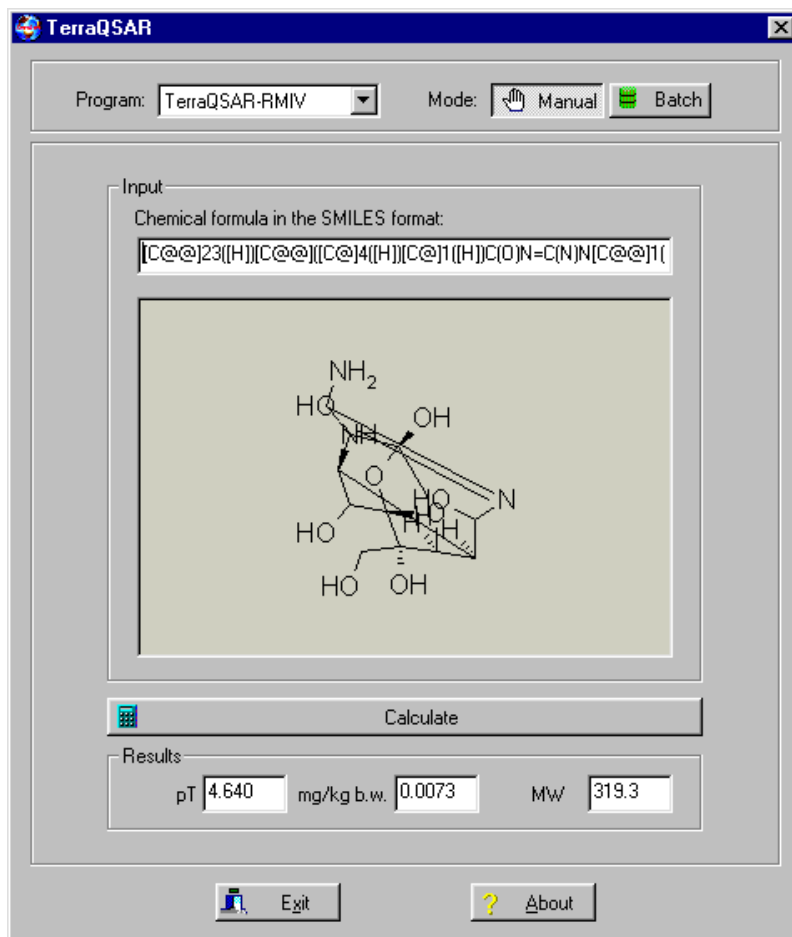 TerraQSAR
Program: TerraQSAR-RMIV Mode: Manual Batch
Input
Chemical formula in the SMILES format:
[C@@]23([H])[C@@]([C@]4([H])[C@]1([H])C(O)N=C(N)N[C@@]1(
NH2
HO OH
NH
O N
HO
HO O
H H H
HO
HO OH
Calculate
Results
pT 4.640 mg/kg b.w. 0.0073 MW 319.3
Exit ? About